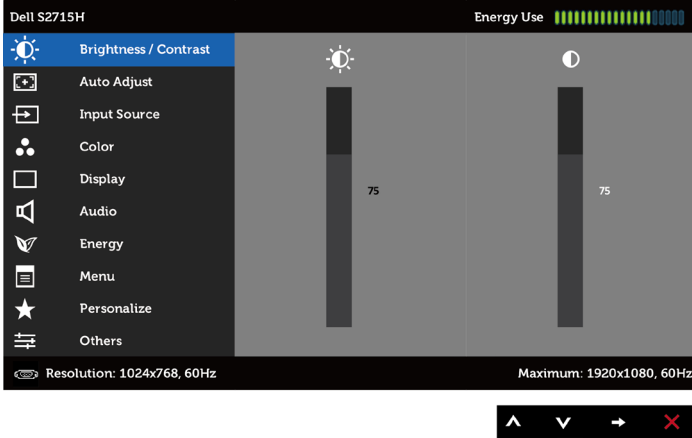 Dell S2715H
Energy Use
Brightness / Contrast
Auto Adjust
Input Source
Color
Display
Audio
Energy
Menu
Personalize
Others
75
75
Resolution: 1024x768, 60Hz
Maximum: 1920x1080, 60Hz